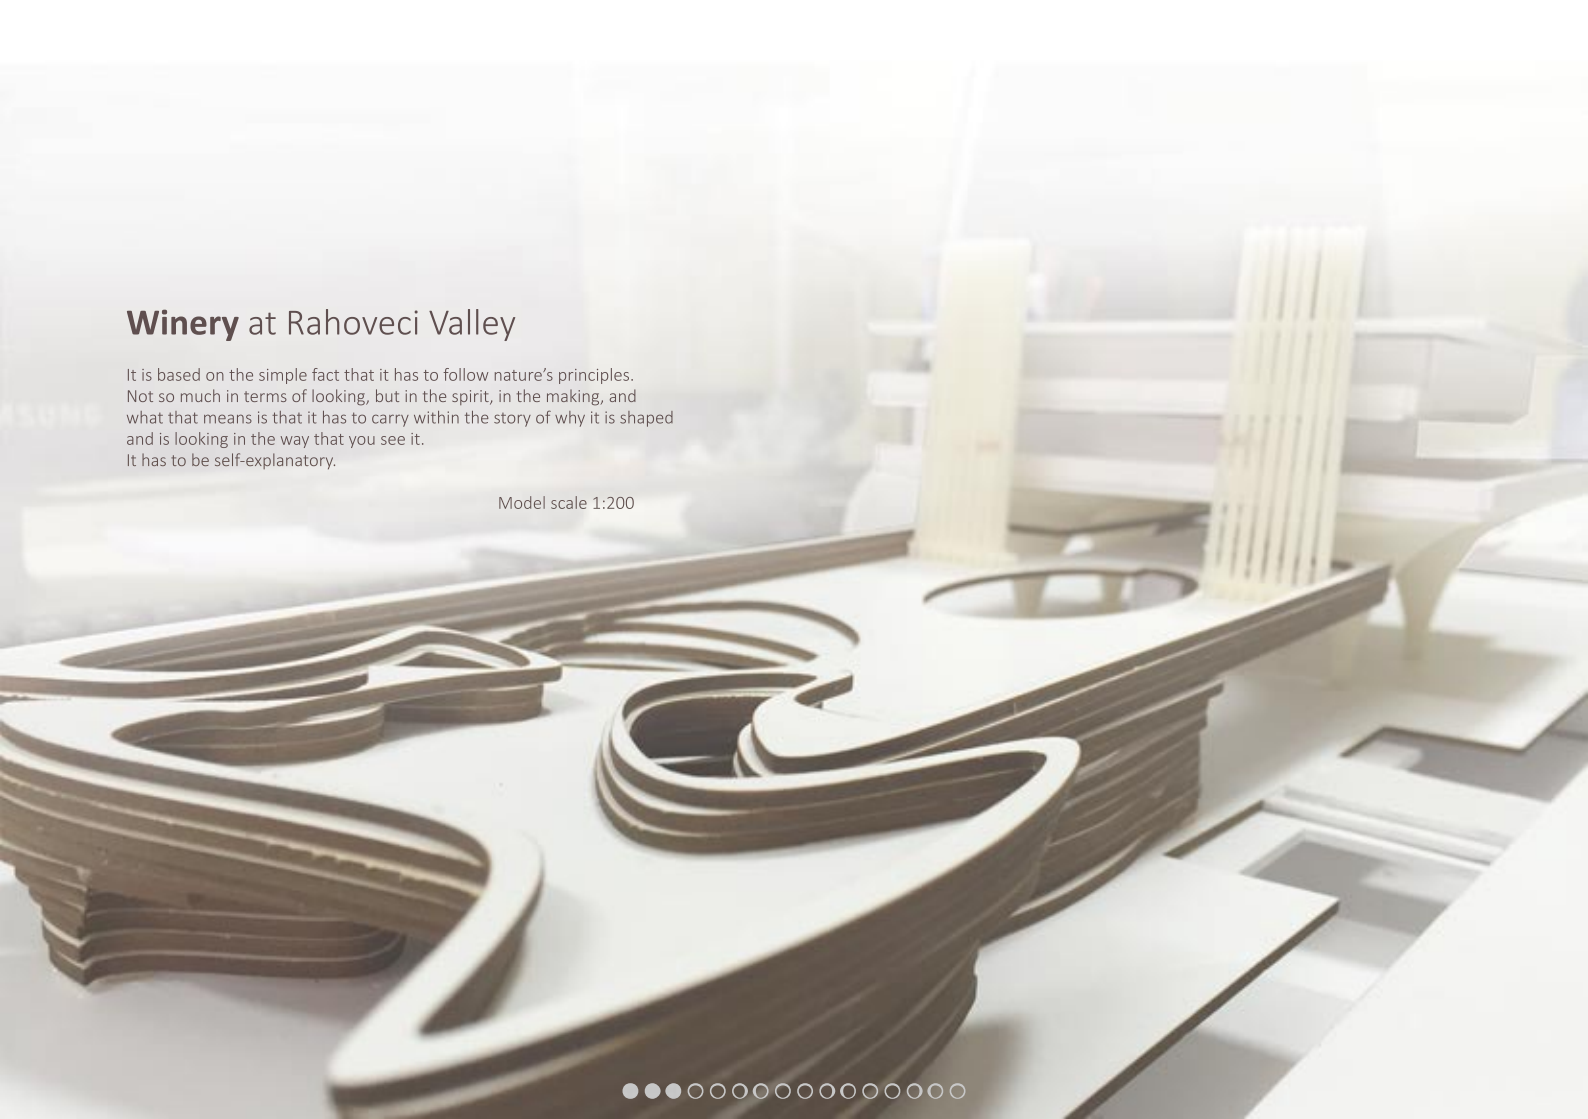 Winery at Rahoveci Valley
It is based on the simple fact that it has to follow nature’s principles.
Not so much in terms of looking, but in the spirit, in the making, and
what that means is that it has to carry within the story of why it is shaped
and is looking in the way that you see it.
It has to be self-explanatory.
Model scale 1:200